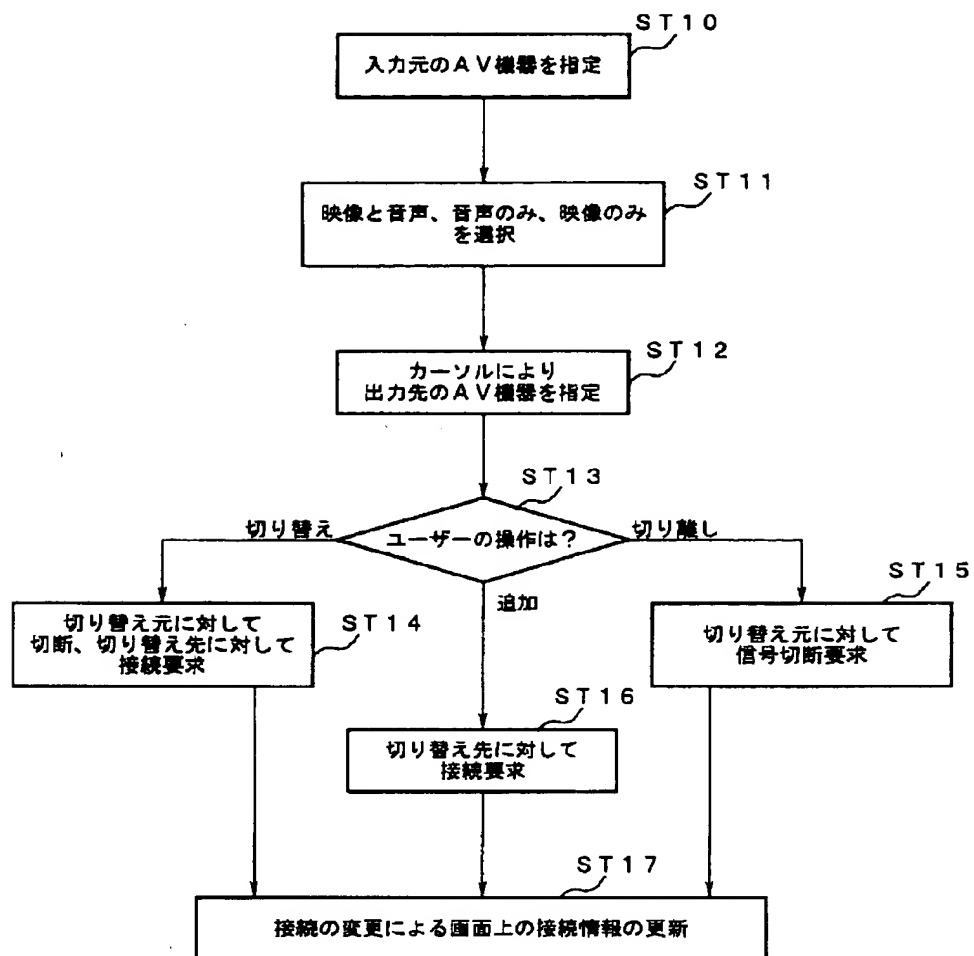 ST10
入力元のAV機器を指定
ST11
映像と音声、音声のみ、映像のみ
を選択
ST12
カーソルにより
出力先のAV機器を指定
ST13
切り替え
ユーザーの操作は？
切り離し
追加
ST14
切り替え元に対して
切断、切り替え先に対して
接続要求
ST15
切り替え元に対して
信号切断要求
ST16
切り替え先に対して
接続要求
ST17
接続の変更による画面上の接続情報の更新